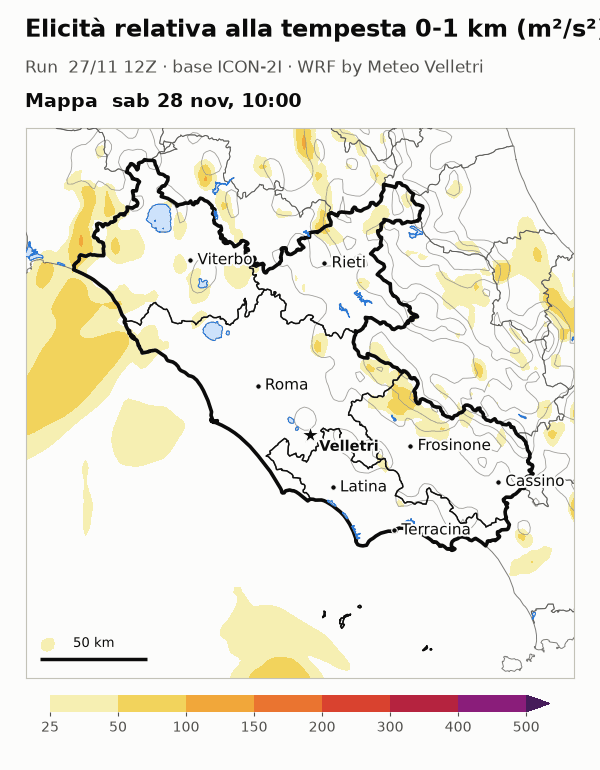 Elicità relativa alla tempesta 0-1 km (m²/s²)
Run  27/11 12Z · base ICON-2I · WRF by Meteo Velletri
Mappa  sab 28 nov, 10:00
Viterbo
Rieti
Roma
Velletri
Frosinone
Latina
Cassino
Terracina
50 km
25 50 100 150 200 300 400 500